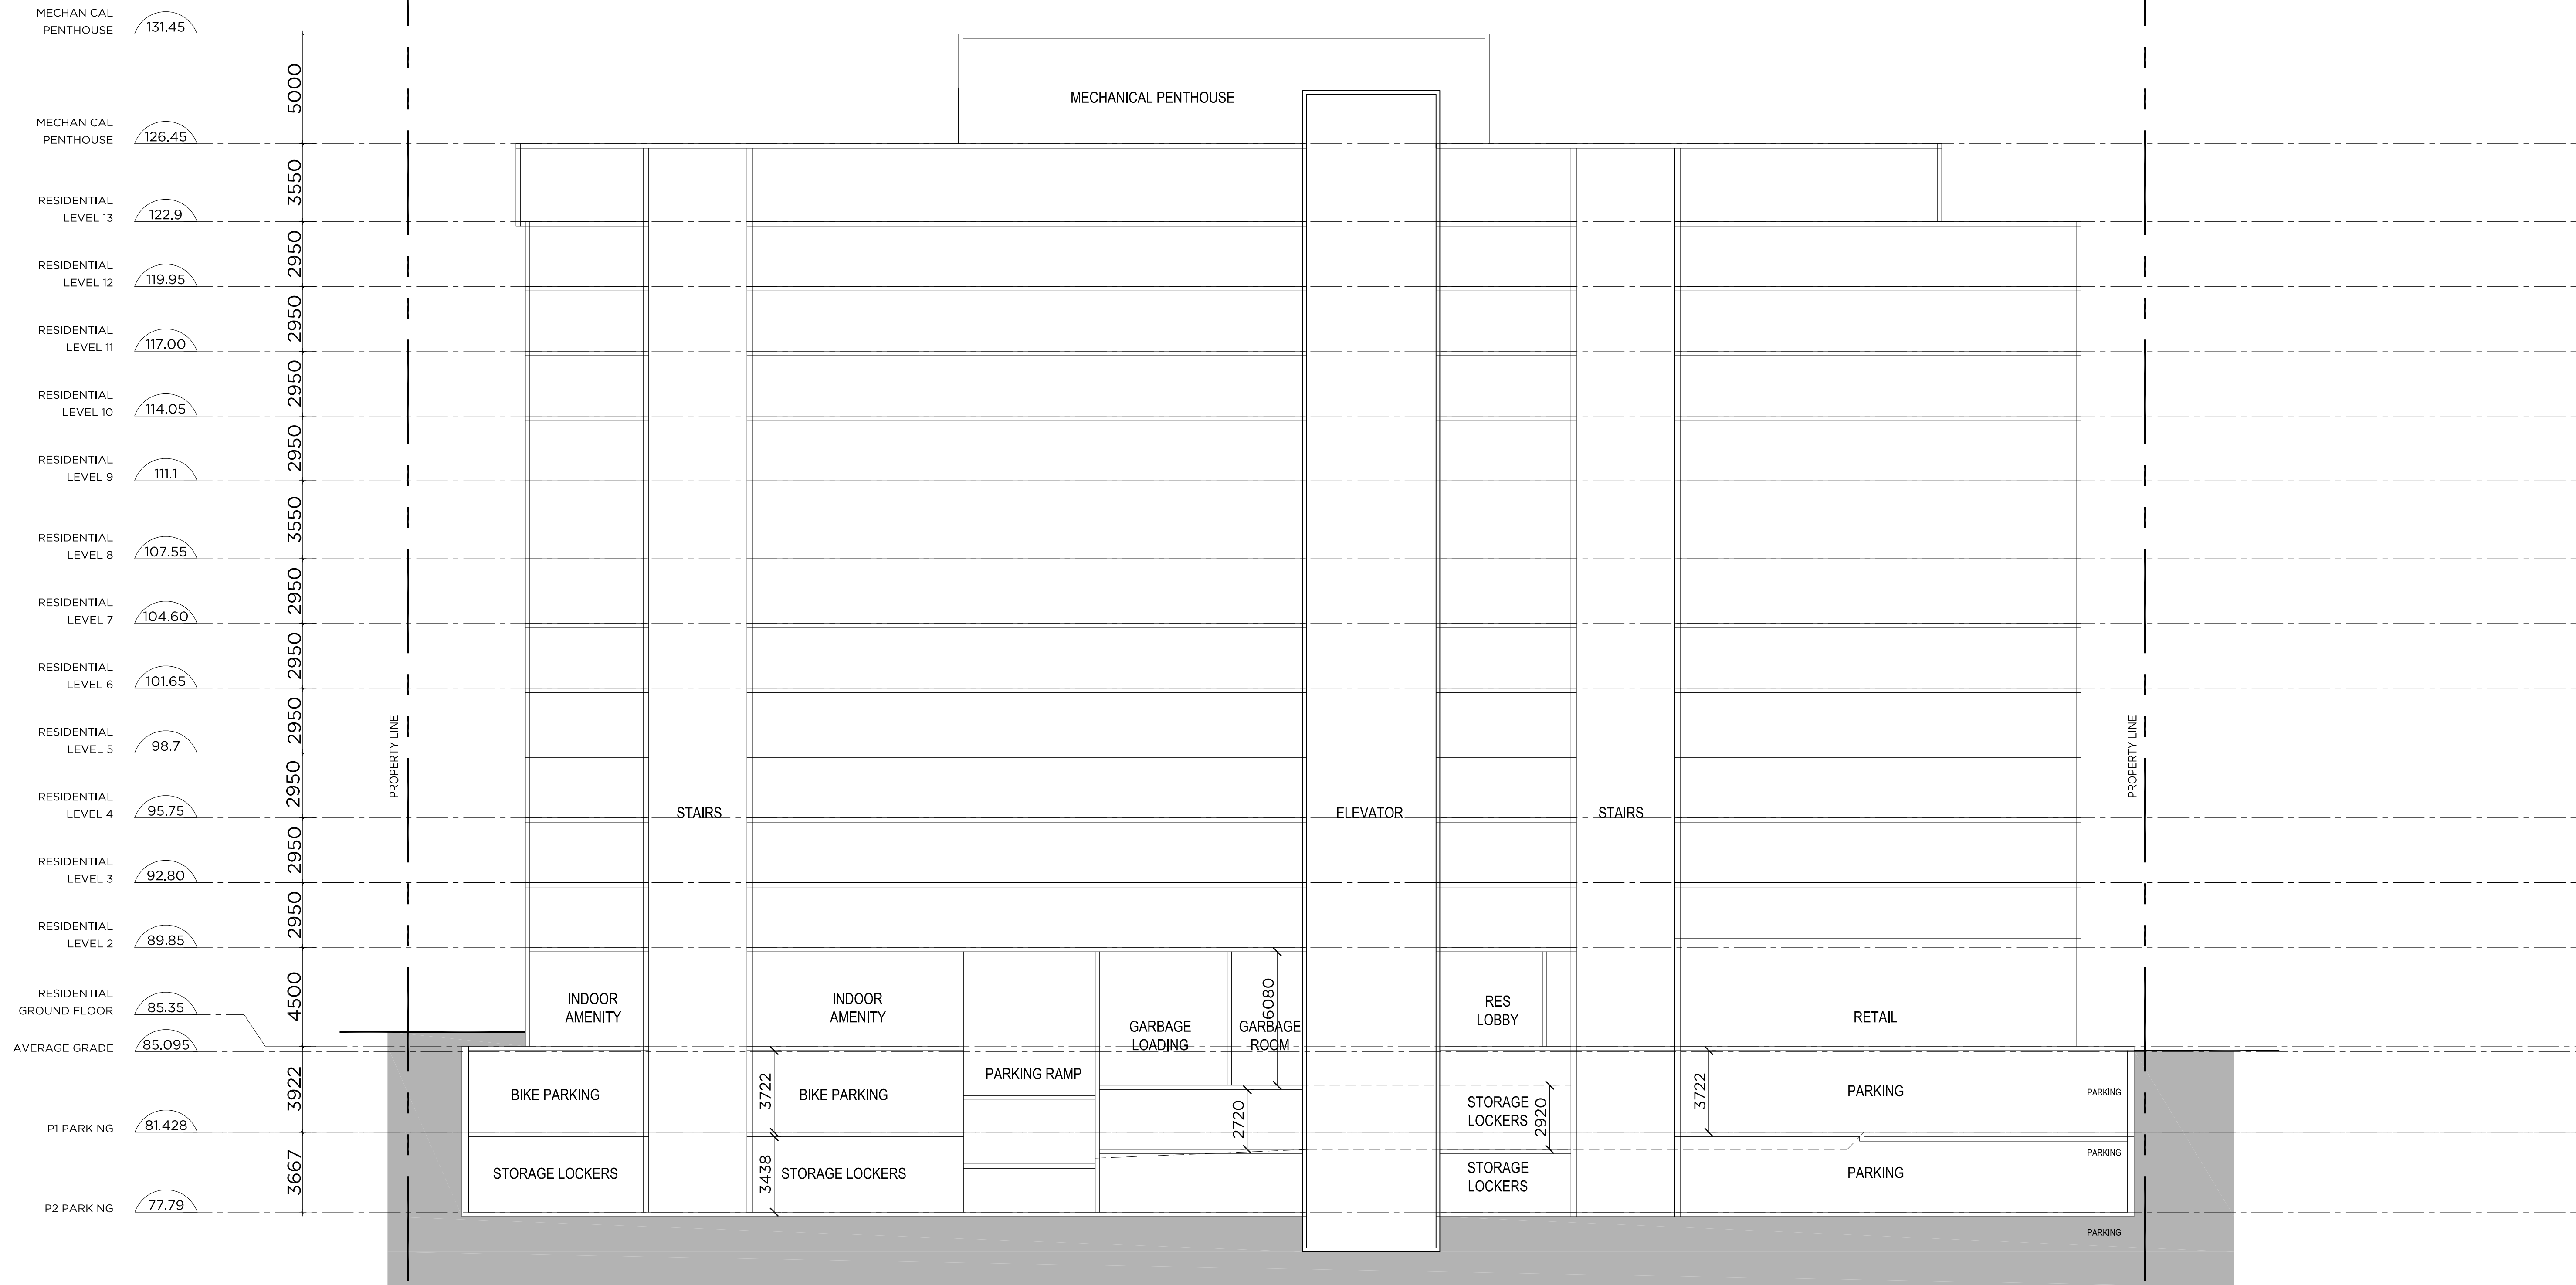 MECHANICAL
PENTHOUSE
131.45
5000
MECHANICAL PENTHOUSE
MECHANICAL
PENTHOUSE
126.45
3550
RESIDENTIAL
LEVEL 13
122.9
2950
RESIDENTIAL
LEVEL 12
119.95
2950
RESIDENTIAL
LEVEL 11
117.00
2950
RESIDENTIAL
LEVEL 10
114.05
2950
RESIDENTIAL
LEVEL 9
111.1
3550
RESIDENTIAL
LEVEL 8
107.55
2950
RESIDENTIAL
LEVEL 7
104.60
2950
RESIDENTIAL
LEVEL 6
101.65
2950
RESIDENTIAL
LEVEL 5
98.7
2950
PROPERTY LINE
PROPERTY LINE
RESIDENTIAL
LEVEL 4
95.75
STAIRS
ELEVATOR
STAIRS
2950
RESIDENTIAL
LEVEL 3
92.80
2950
RESIDENTIAL
LEVEL 2
89.85
4500
RESIDENTIAL
GROUND FLOOR
85.35
INDOOR
AMENITY
INDOOR
AMENITY
GARBAGE
LOADING
GARBAGE
ROOM
6080
RES
LOBBY
RETAIL
AVERAGE GRADE
85.095
3922
BIKE PARKING
3722
BIKE PARKING
PARKING RAMP
2720
STORAGE
LOCKERS
2920
3722
PARKING
PARKING
P1 PARKING
81.428
3667
STORAGE LOCKERS
3438
STORAGE LOCKERS
STORAGE
LOCKERS
PARKING
PARKING
P2 PARKING
77.79
PARKING